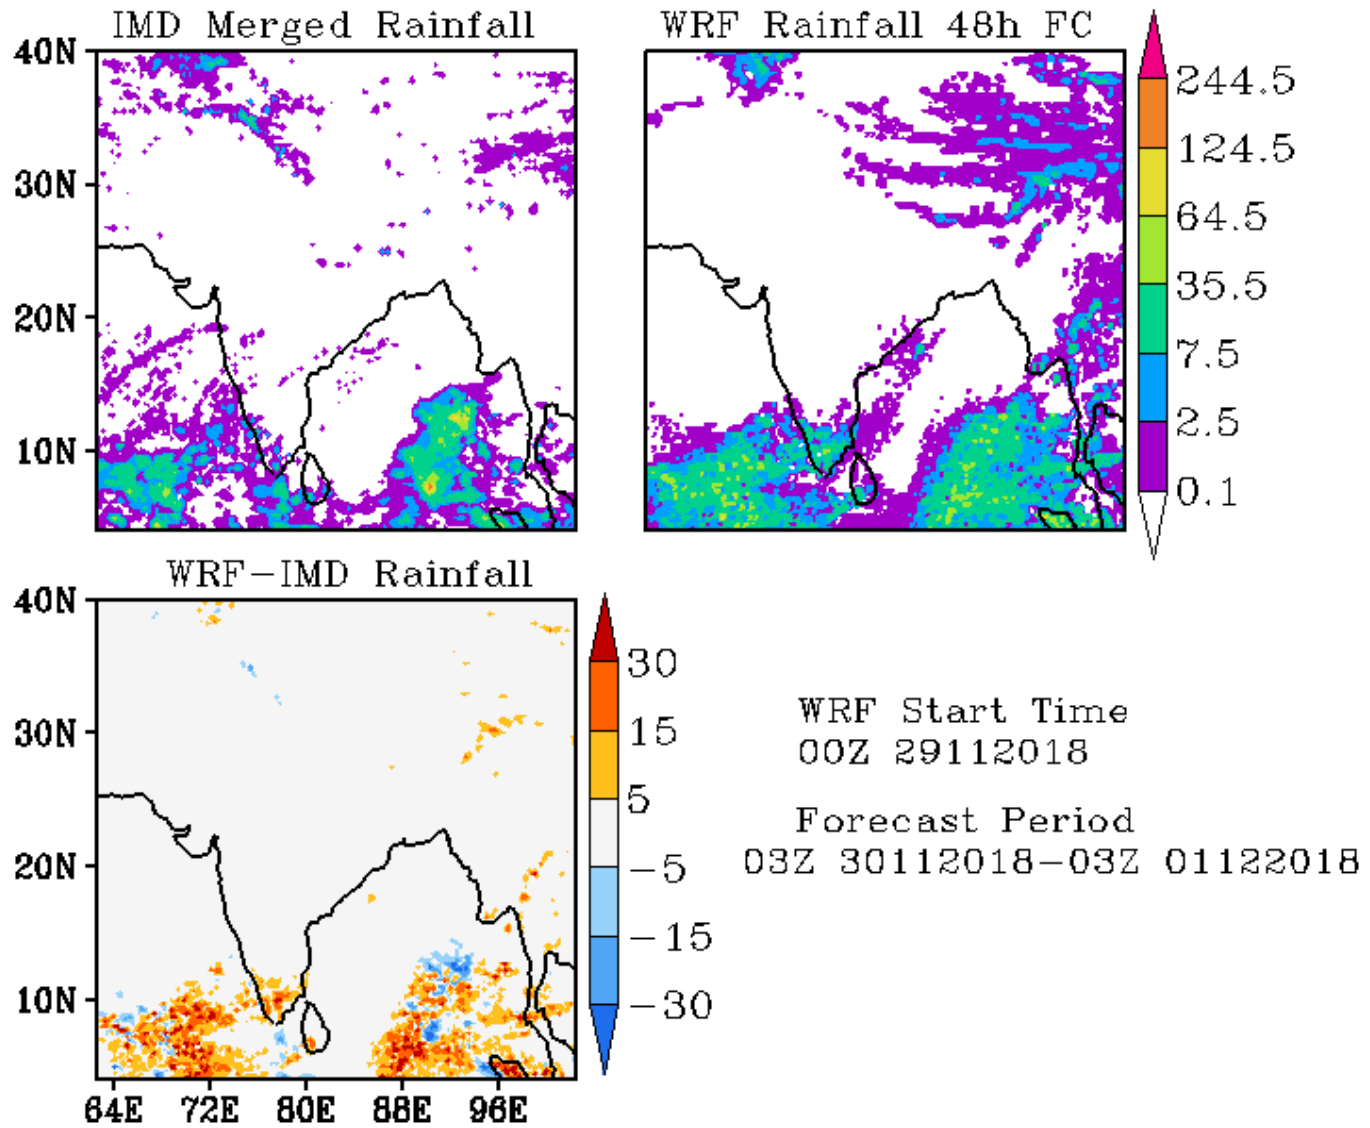 IMD Merged Rainfall
WRF Rainfall 48h FC
40N
30N
20N
10N
244.5
124.5
64.5
35.5
7.5
2.5
0.1
WRF-IMD Rainfall
40N
30N
20N
10N
64E 72E 80E 88E 96E
30
15
5
-5
-15
-30
WRF Start Time
00Z 29112018
Forecast Period
03Z 30112018-03Z 01122018